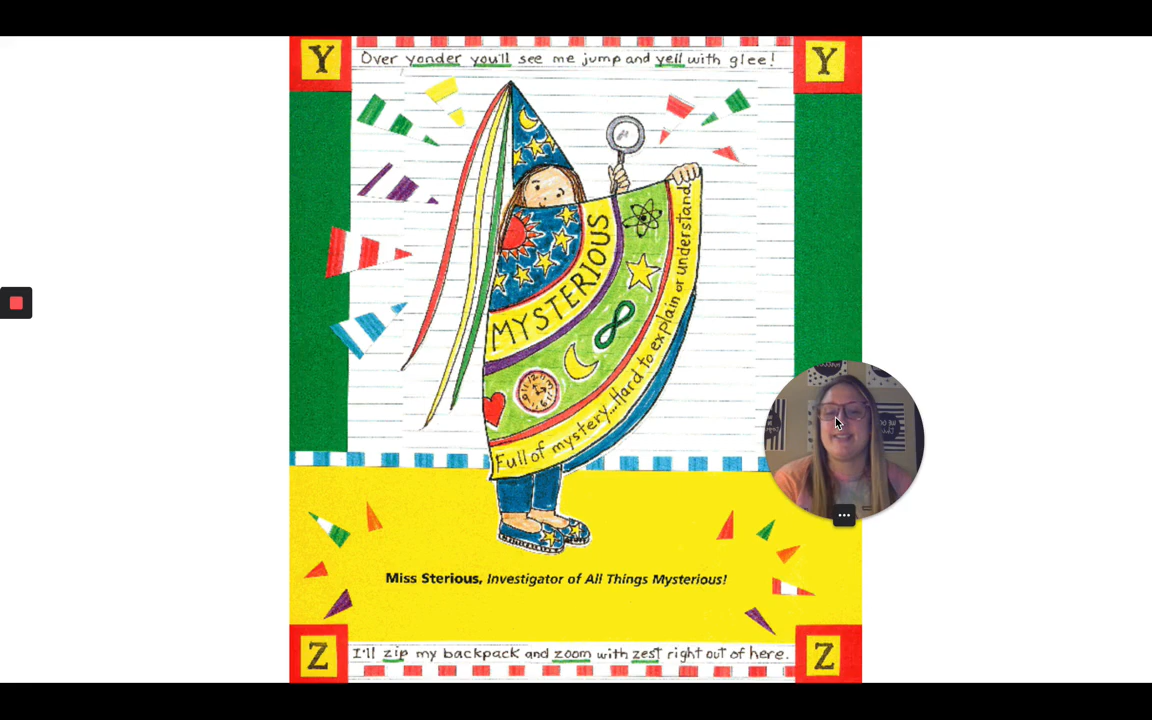 Y
Over yonder you'll see me jump and yell with glee!
Y
MYSTERIOUS
Full of mystery...Hard to explain or understand
Miss Sterious, Investigator of All Things Mysterious!
Z
I'll zip my backpack and zoom with zest right out of here.
Z